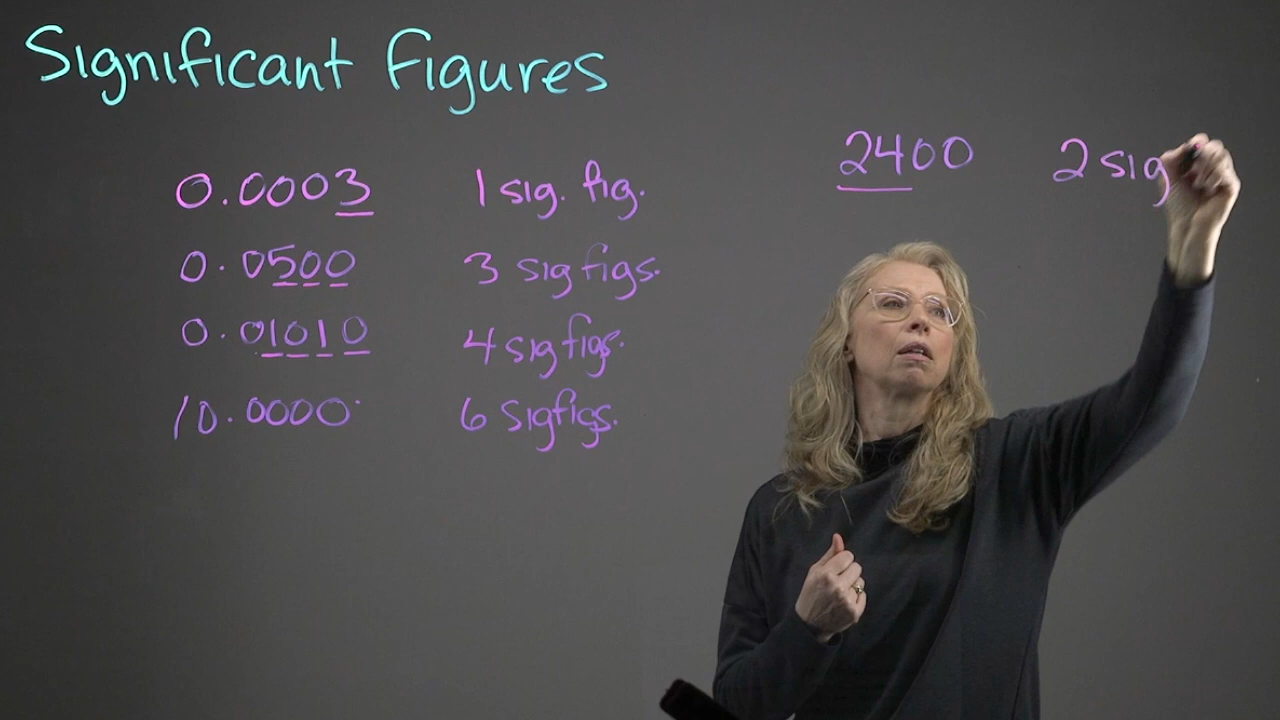 Significant Figures
0.0003 1 sig. fig.
0.0500 3 sig figs.
0.01010 4 sig figs.
10.0000 6 sig figs.
2400 2 sig